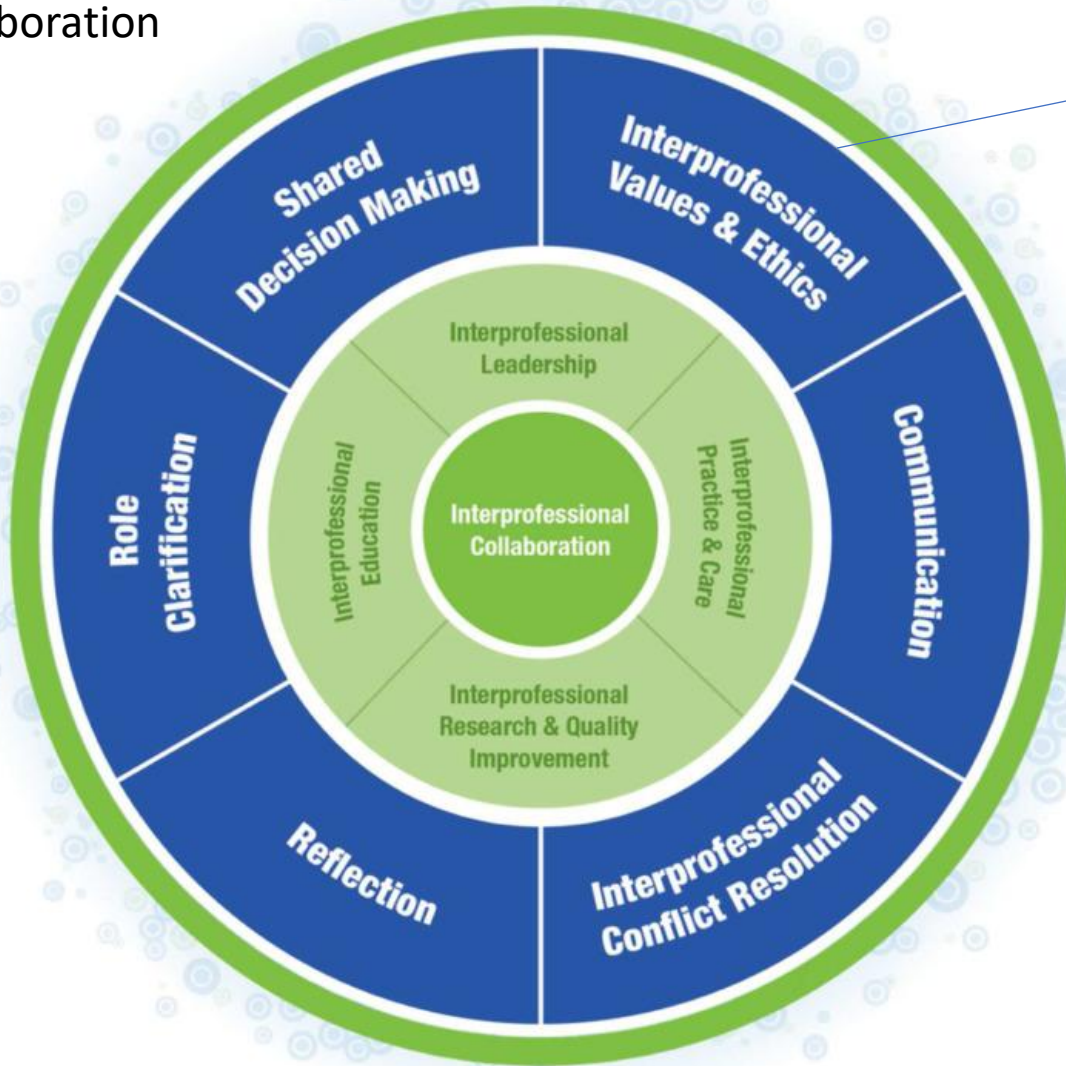 boration
Shared
Decision Making
Interprofessional
Values & Ethics
Interprofessional
Leadership
Role
Clarification
Interprofessional
Education
Interprofessional
Collaboration
Interprofessional
Practice & Care
Communication
Interprofessional
Research & Quality
Improvement
Reflection
Interprofessional
Conflict Resolution